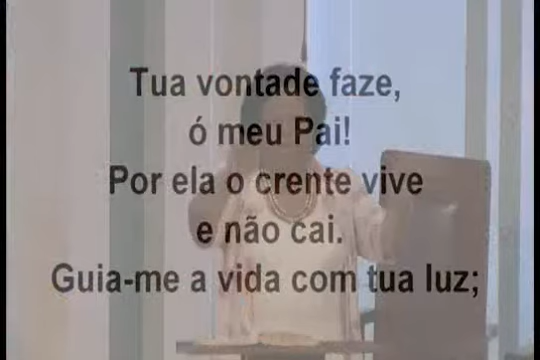 Tua vontade faze,
ó meu Pai!
Por ela o crente vive
e não cai.
Guia-me a vida com tua luz;